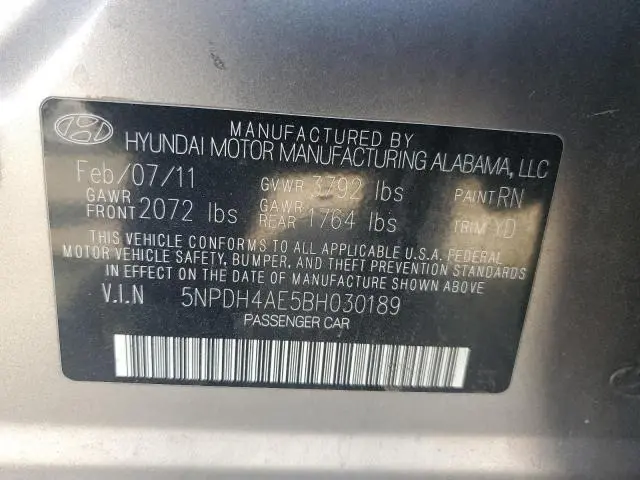 MANUFACTURED BY
HYUNDAI MOTOR MANUFACTURING ALABAMA, LLC
Feb/07/11 GVWR 3792 lbs PAINT RN
GAWR FRONT 2072 lbs GAWR REAR 1764 lbs TRIM YD
THIS VEHICLE CONFORMS TO ALL APPLICABLE U.S.A. FEDERAL
MOTOR VEHICLE SAFETY, BUMPER, AND THEFT PREVENTION STANDARDS
IN EFFECT ON THE DATE OF MANUFACTURE SHOWN ABOVE.
V.I.N 5NPDH4AE5BH030189
PASSENGER CAR